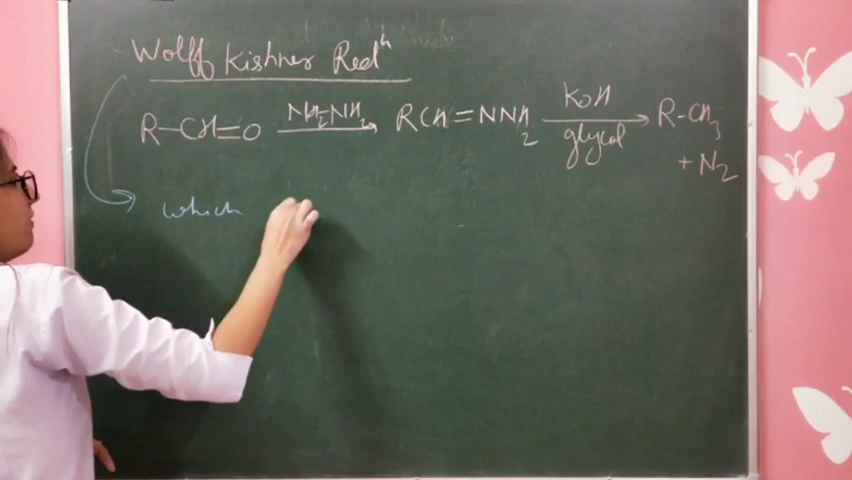 Wolff Kishner Redⁿ
R-CH=O NH₂NH₂ RCH=NNH₂ KOH glycol R-CH₃
+ N₂
which